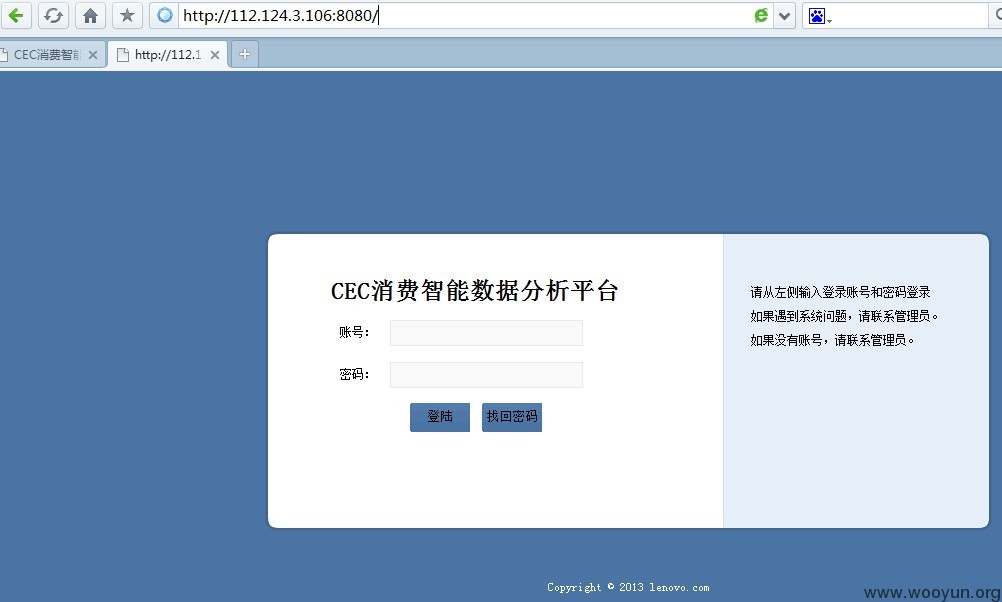 http://112.124.3.106:8080/
CEC消费智能
http://112.1
CEC消费智能数据分析平台
账号：
密码：
登陆
找回密码
请从左侧输入登录账号和密码登录
如果遇到系统问题，请联系管理员。
如果没有账号，请联系管理员。
Copyright © 2013 lenovo.com
www.wooyun.org